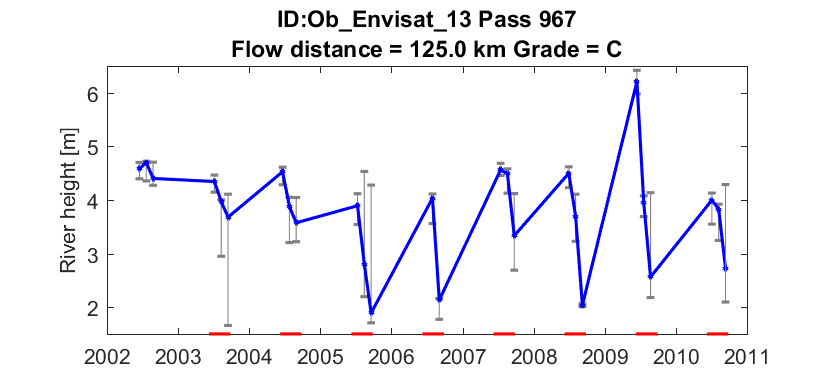 ID:Ob_Envisat_13 Pass 967
Flow distance = 125.0 km Grade = C
River height [m]
6
5
4
3
2
2002 2003 2004 2005 2006 2007 2008 2009 2010 2011